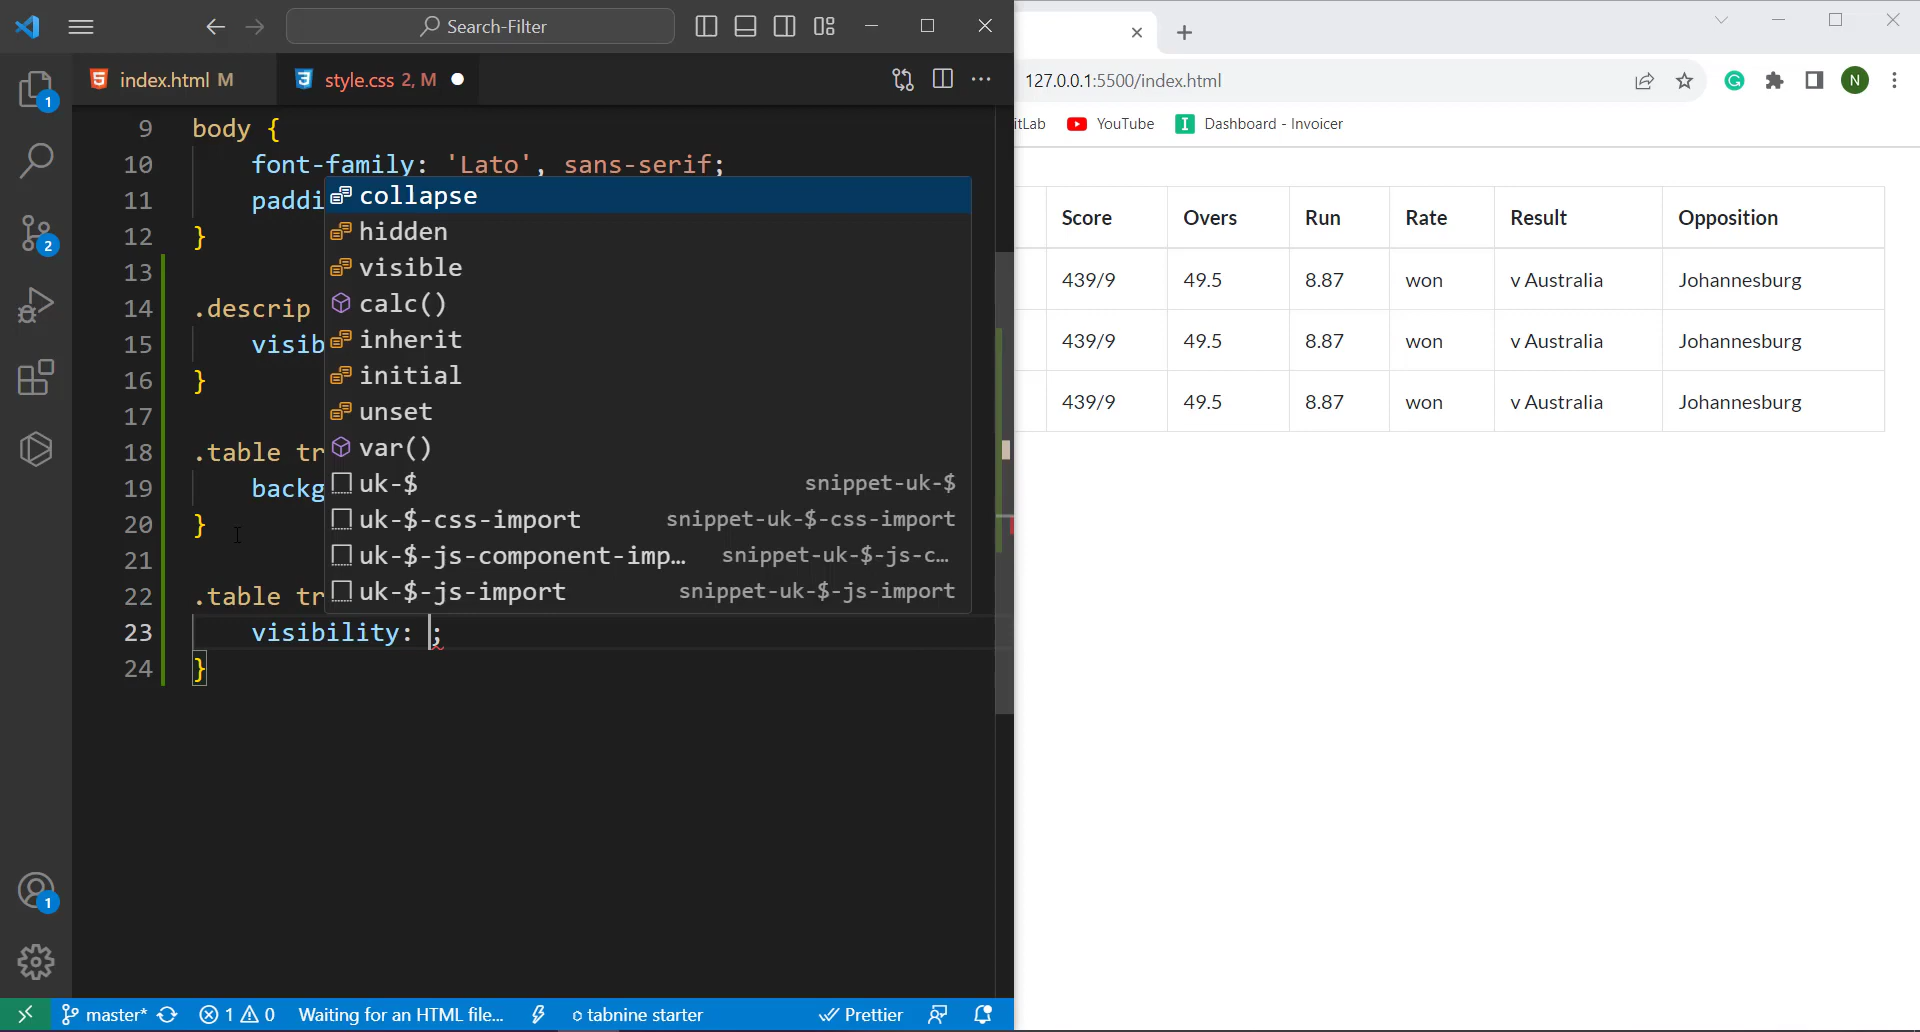 Search-Filter
index.html M
style.css 2, M
9 body {
10 font-family: 'Lato', sans-serif;
11 paddi
12 }
13
14 .descrip
15 visib
16 }
17
18 .table tr
19 backg
20 }
21
22 .table tr
23 visibility: ;
24 }
collapse
hidden
visible
calc()
inherit
initial
unset
var()
uk-$ snippet-uk-$
uk-$-css-import snippet-uk-$-css-import
uk-$-js-component-imp… snippet-uk-$-js-c…
uk-$-js-import snippet-uk-$-js-import
1
2
1
master* 1 0 Waiting for an HTML file... tabnine starter Prettier
127.0.0.1:5500/index.html
N
itLab YouTube Dashboard - Invoicer
Score Overs Run Rate Result Opposition
439/9 49.5 8.87 won v Australia Johannesburg
439/9 49.5 8.87 won v Australia Johannesburg
439/9 49.5 8.87 won v Australia Johannesburg